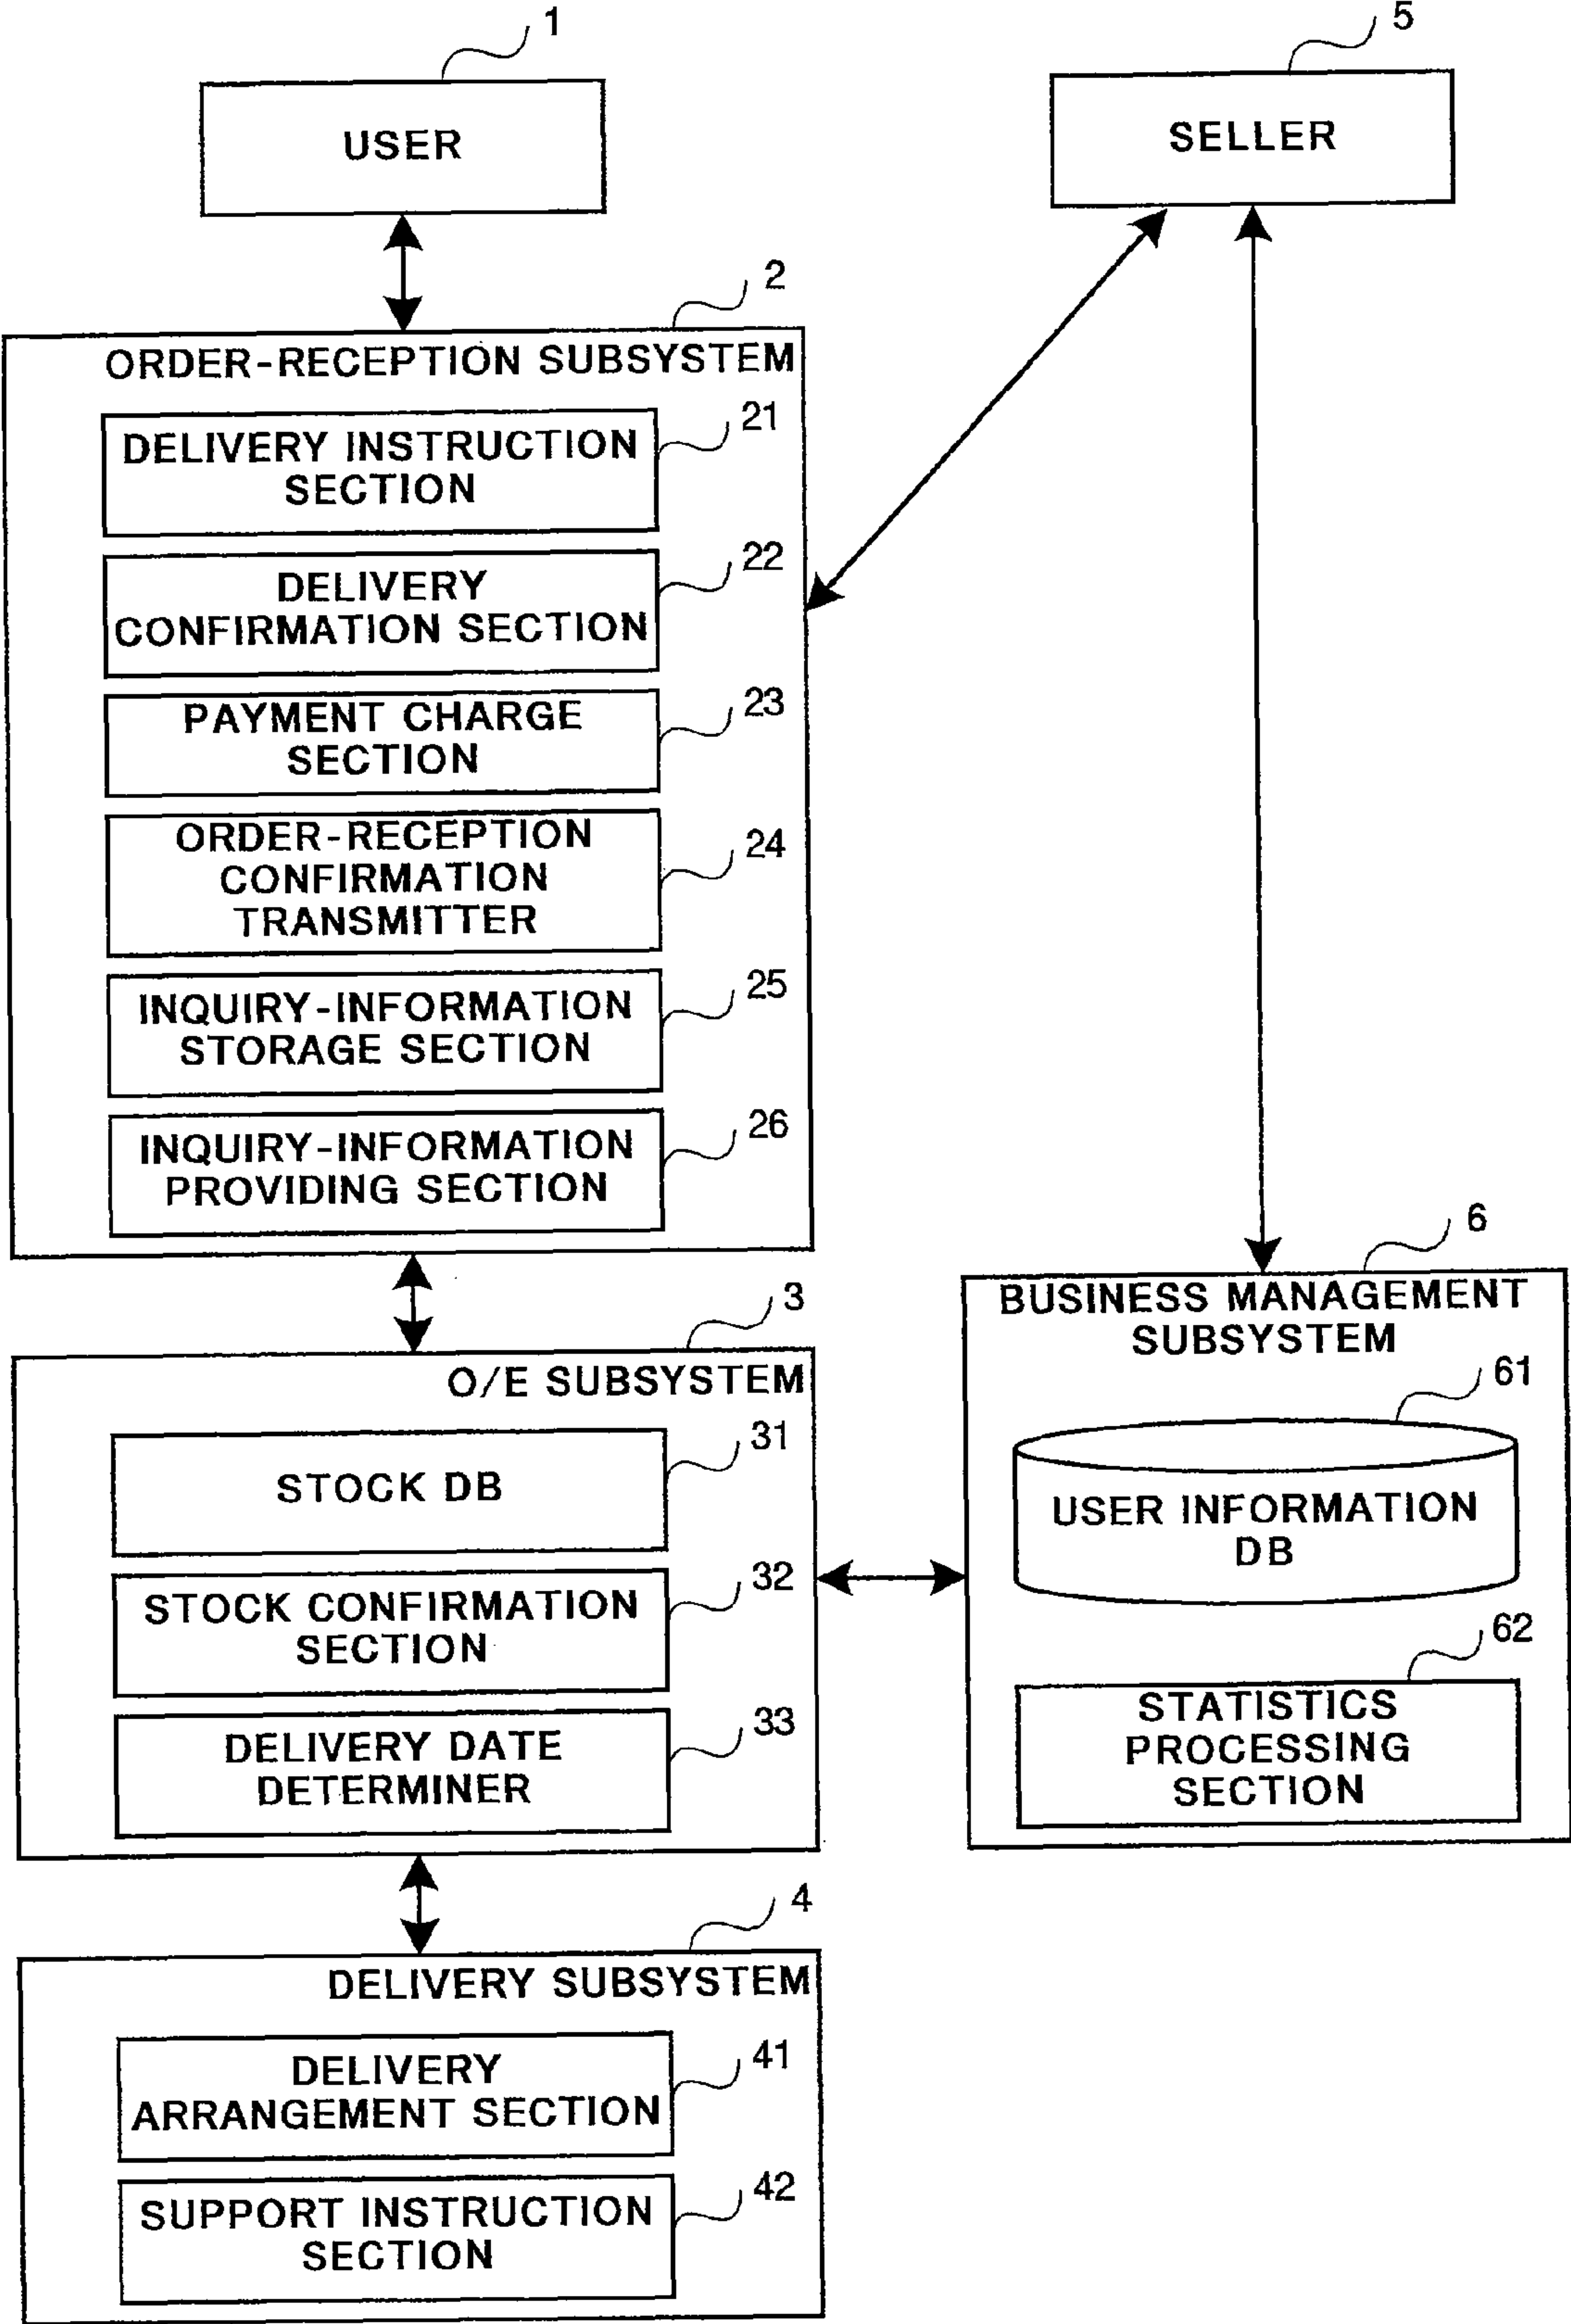 1
USER
5
SELLER
2
ORDER-RECEPTION SUBSYSTEM
21
DELIVERY INSTRUCTION
SECTION
22
DELIVERY
CONFIRMATION SECTION
23
PAYMENT CHARGE
SECTION
24
ORDER-RECEPTION
CONFIRMATION
TRANSMITTER
25
INQUIRY-INFORMATION
STORAGE SECTION
26
INQUIRY-INFORMATION
PROVIDING SECTION
3
O/E SUBSYSTEM
31
STOCK DB
32
STOCK CONFIRMATION
SECTION
33
DELIVERY DATE
DETERMINER
6
BUSINESS MANAGEMENT
SUBSYSTEM
61
USER INFORMATION
DB
62
STATISTICS
PROCESSING
SECTION
4
DELIVERY SUBSYSTEM
41
DELIVERY
ARRANGEMENT SECTION
42
SUPPORT INSTRUCTION
SECTION